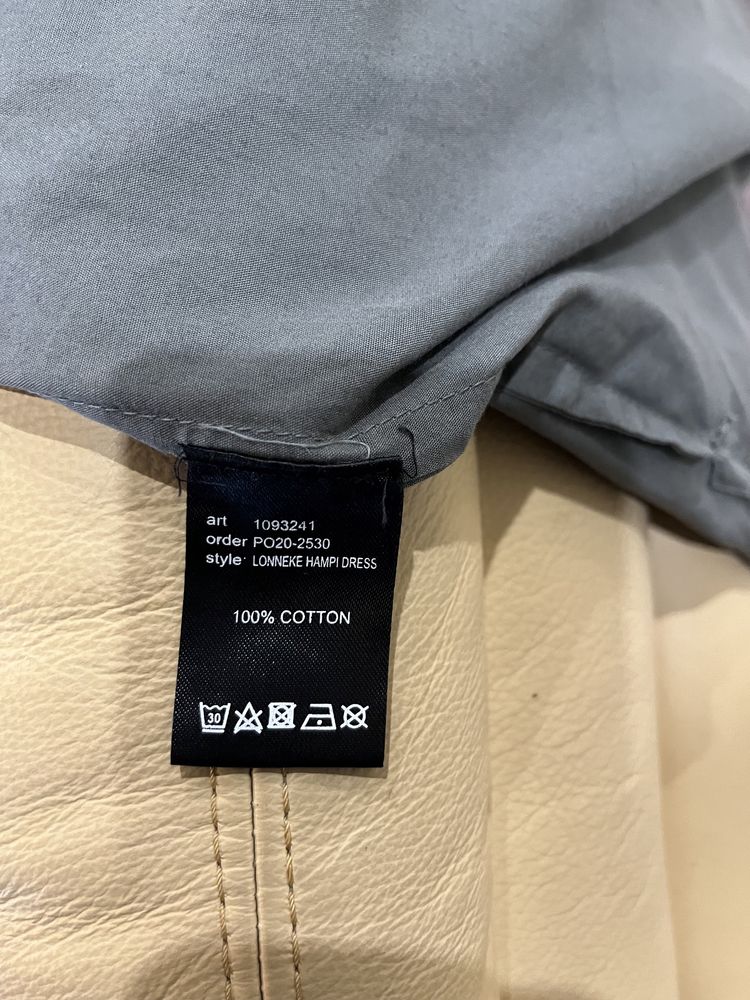 art 1093241
order PO20-2530
style: LONNEKE HAMPI DRESS
100% COTTON
30